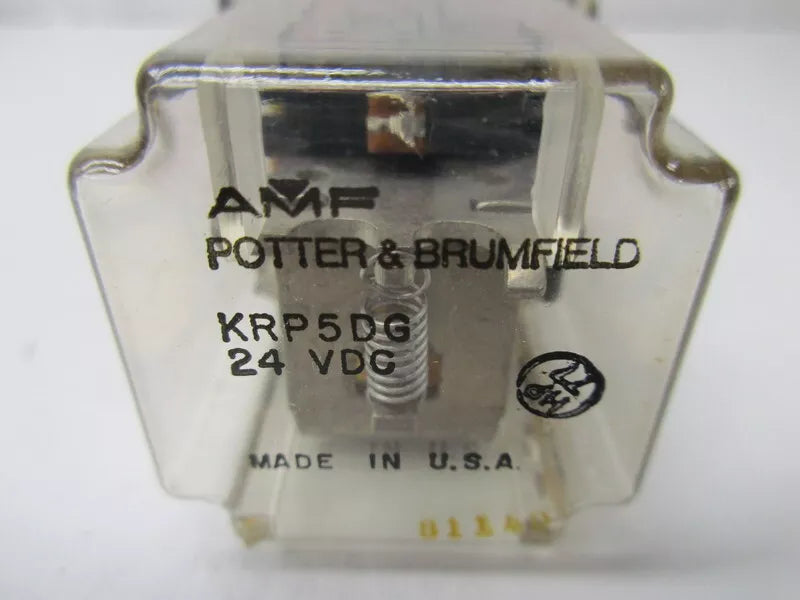 AMF
POTTER & BRUMFIELD
KRP5DG
24 VDC
MADE IN U.S.A.